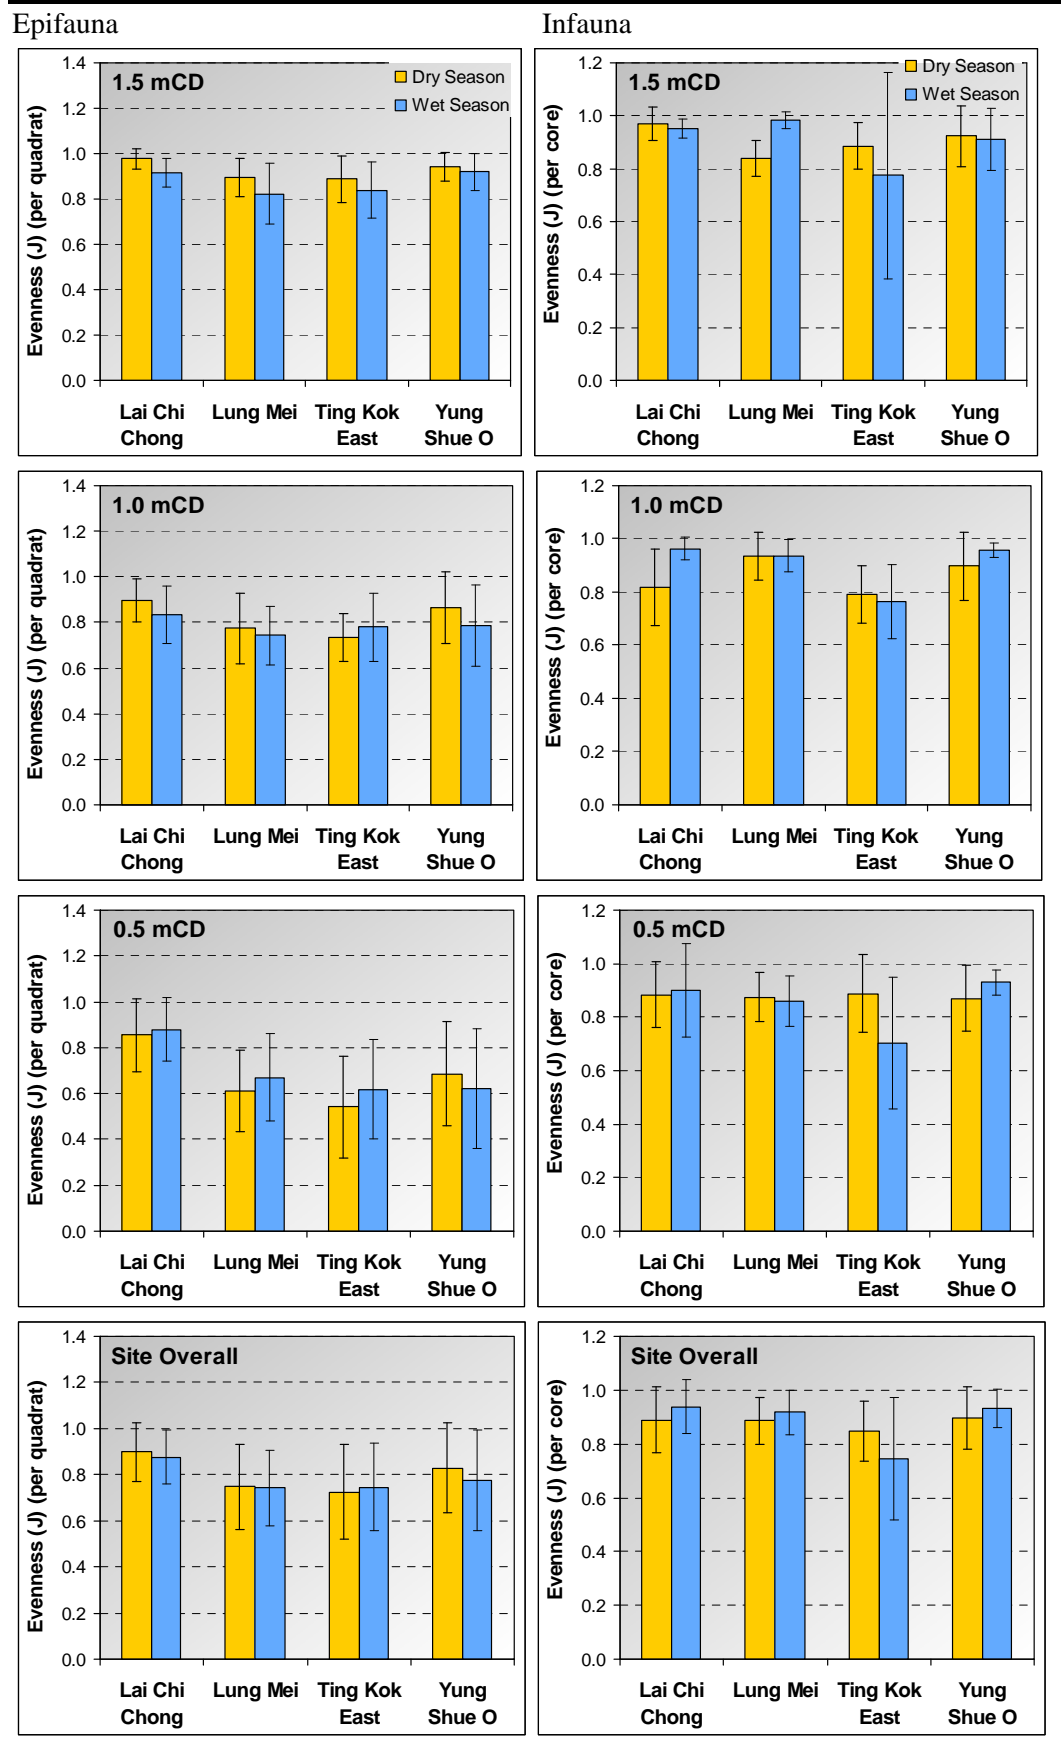 Epifauna
Infauna
1.5 mCD
Dry Season
Wet Season
Evenness (J) (per quadrat)
1.4
1.2
1.0
0.8
0.6
0.4
0.2
0.0
Lai Chi Chong
Lung Mei
Ting Kok East
Yung Shue O
1.5 mCD
Dry Season
Wet Season
Evenness (J) (per core)
1.2
1.0
0.8
0.6
0.4
0.2
0.0
Lai Chi Chong
Lung Mei
Ting Kok East
Yung Shue O
1.0 mCD
Evenness (J) (per quadrat)
1.4
1.2
1.0
0.8
0.6
0.4
0.2
0.0
Lai Chi Chong
Lung Mei
Ting Kok East
Yung Shue O
1.0 mCD
Evenness (J) (per core)
1.2
1.0
0.8
0.6
0.4
0.2
0.0
Lai Chi Chong
Lung Mei
Ting Kok East
Yung Shue O
0.5 mCD
Evenness (J) (per quadrat)
1.4
1.2
1.0
0.8
0.6
0.4
0.2
0.0
Lai Chi Chong
Lung Mei
Ting Kok East
Yung Shue O
0.5 mCD
Evenness (J) (per core)
1.2
1.0
0.8
0.6
0.4
0.2
0.0
Lai Chi Chong
Lung Mei
Ting Kok East
Yung Shue O
Site Overall
Evenness (J) (per quadrat)
1.4
1.2
1.0
0.8
0.6
0.4
0.2
0.0
Lai Chi Chong
Lung Mei
Ting Kok East
Yung Shue O
Site Overall
Evenness (J) (per core)
1.2
1.0
0.8
0.6
0.4
0.2
0.0
Lai Chi Chong
Lung Mei
Ting Kok East
Yung Shue O